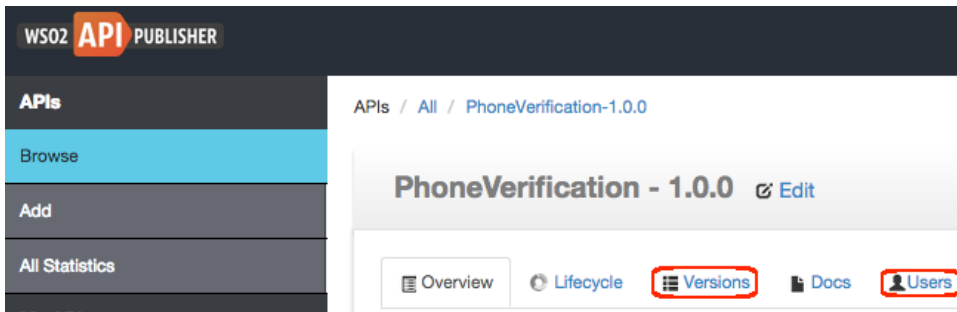 WSO2 API PUBLISHER
APIs
Browse
Add
All Statistics
APIs / All / PhoneVerification-1.0.0
PhoneVerification - 1.0.0 Edit
Overview Lifecycle Versions Docs Users